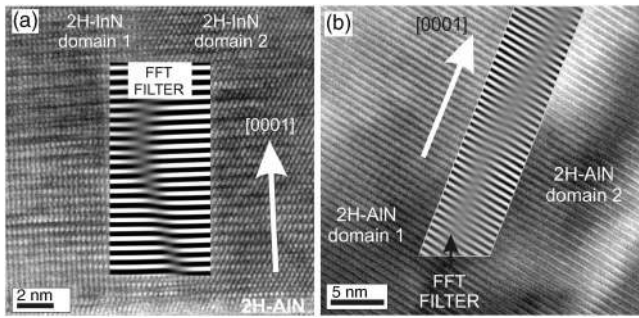 (a)
2H-InN
domain 1
2H-InN
domain 2
FFT
FILTER
[0001]
2 nm
2H-AlN
(b)
[0001]
2H-AlN
domain 1
2H-AlN
domain 2
FFT
FILTER
5 nm